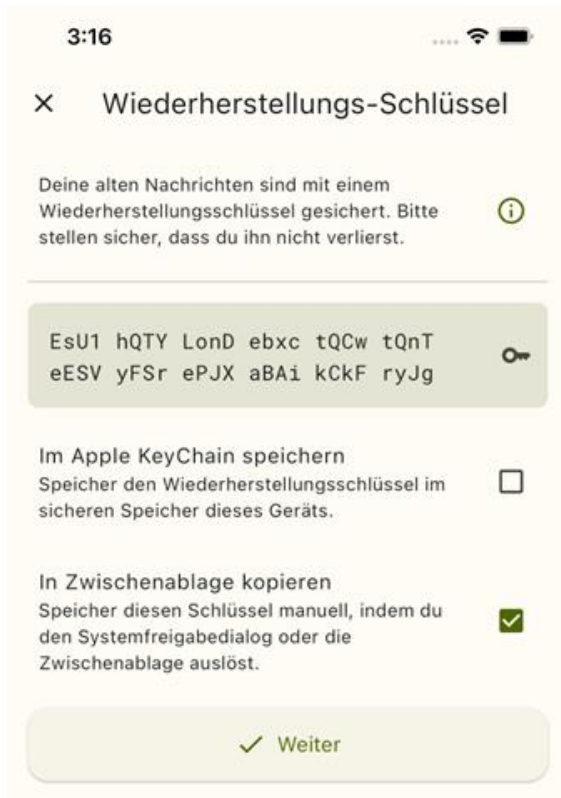 3:16
Wiederherstellungs-Schlüssel
Deine alten Nachrichten sind mit einem
Wiederherstellungsschlüssel gesichert. Bitte
stellen sicher, dass du ihn nicht verlierst.
EsU1 hQTY LonD ebxc tQCw tQnT
eESV yFSr ePJX aBAi kCkF ryJg
Im Apple KeyChain speichern
Speicher den Wiederherstellungsschlüssel im
sicheren Speicher dieses Geräts.
In Zwischenablage kopieren
Speicher diesen Schlüssel manuell, indem du
den Systemfreigabedialog oder die
Zwischenablage auslöst.
Weiter